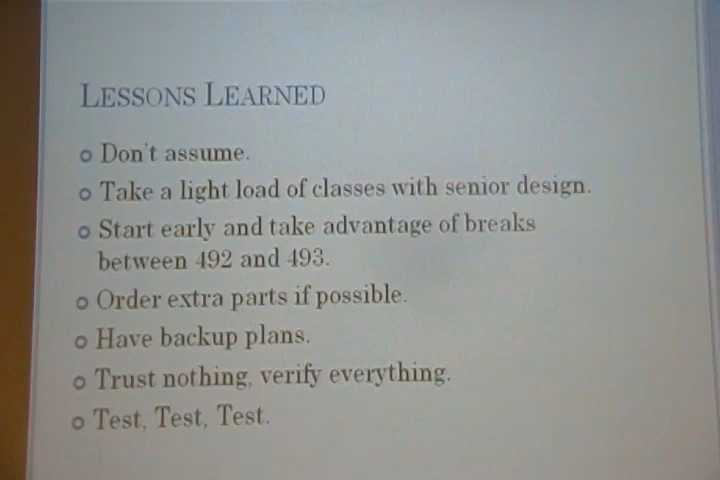 LESSONS LEARNED
Don't assume.
Take a light load of classes with senior design.
Start early and take advantage of breaks
between 492 and 493.
Order extra parts if possible.
Have backup plans.
Trust nothing, verify everything.
Test, Test, Test.